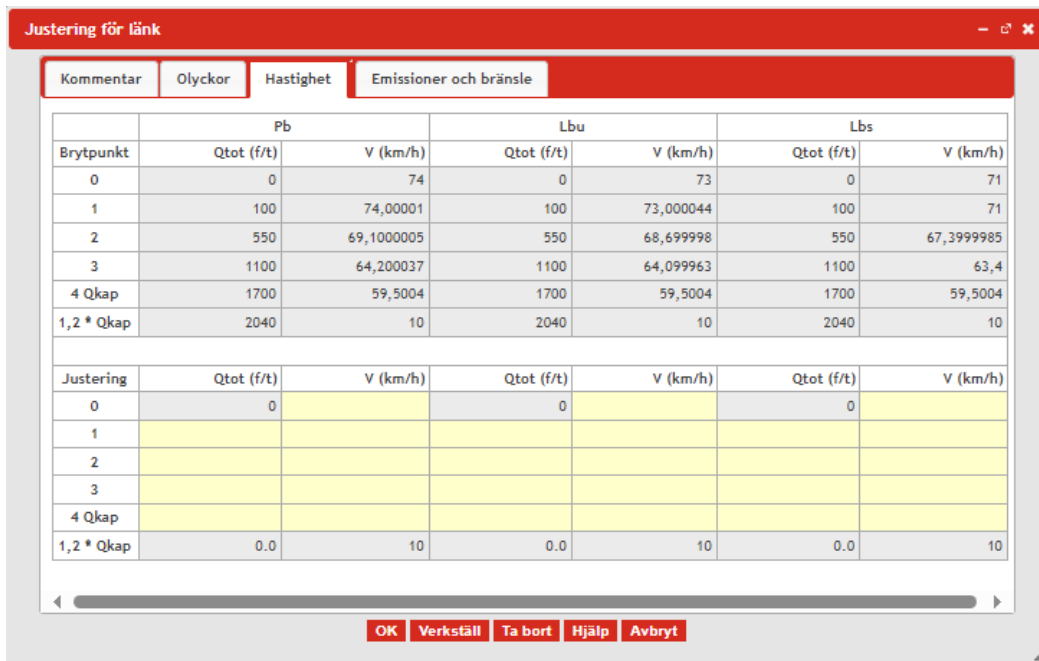 Justering för länk
Kommentar Olyckor Hastighet Emissioner och bränsle
Pb Lbu Lbs
Brytpunkt Qtot (f/t) V (km/h) Qtot (f/t) V (km/h) Qtot (f/t) V (km/h)
0 0 74 0 73 0 71
1 100 74,00001 100 73,000044 100 71
2 550 69,1000005 550 68,699998 550 67,3999985
3 1100 64,200037 1100 64,099963 1100 63,4
4 Qkap 1700 59,5004 1700 59,5004 1700 59,5004
1,2 * Qkap 2040 10 2040 10 2040 10
Justering Qtot (f/t) V (km/h) Qtot (f/t) V (km/h) Qtot (f/t) V (km/h)
0 0 0 0
1
2
3
4 Qkap
1,2 * Qkap 0.0 10 0.0 10 0.0 10
OK Verkställ Ta bort Hjälp Avbryt